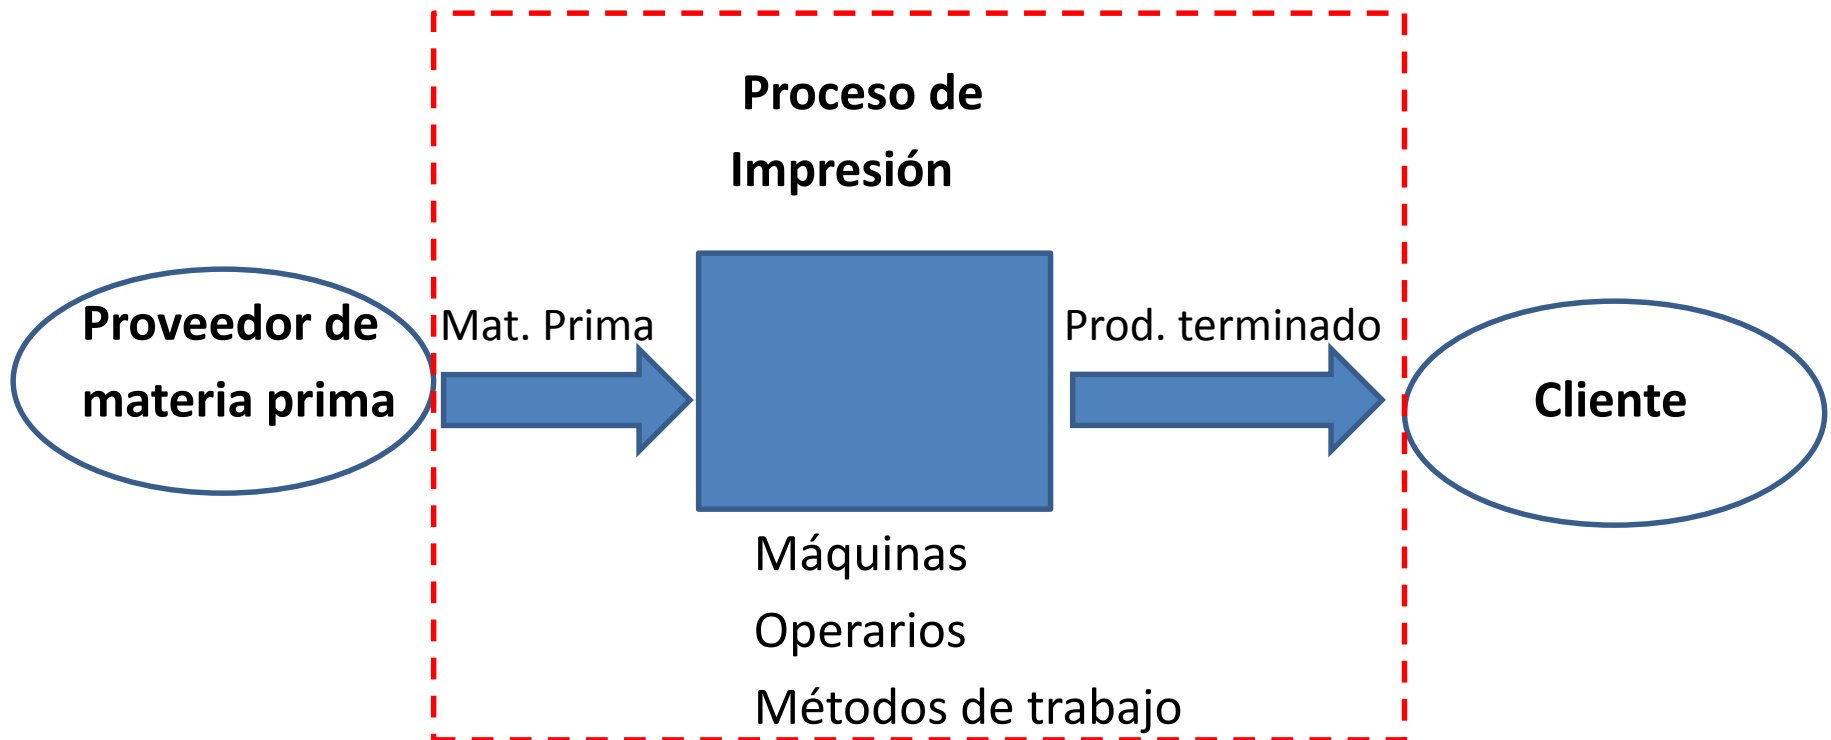 Proceso de
Impresión
Proveedor de
materia prima
Mat. Prima
Prod. terminado
Cliente
Máquinas
Operarios
Métodos de trabajo